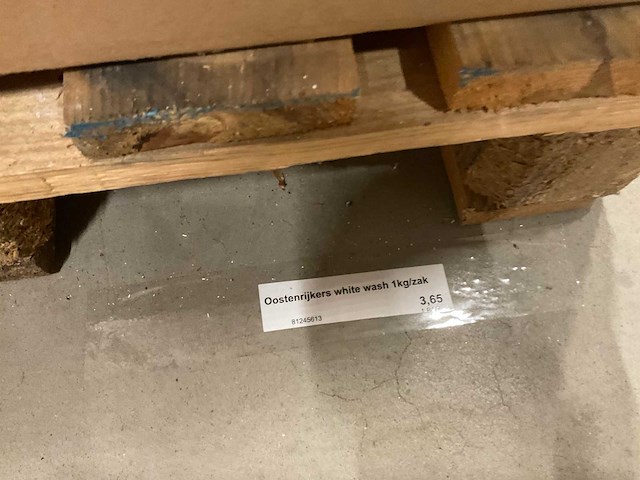 Oostenrijkers white wash 1kg/zak
3,65
81245613